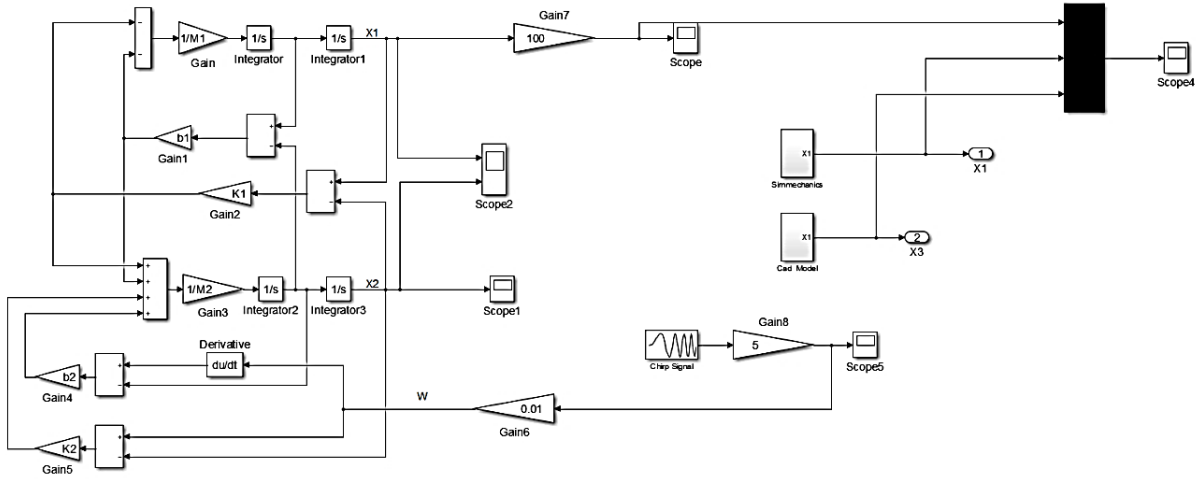 Gain7
−
−
1/M1
Gain
1/s
Integrator
1/s
Integrator1
X1
100
Scope
Scope4
+
−
b1
Gain1
X1
Simmechanics
1
X1
Scope2
+
−
K1
Gain2
X1
Cad Model
2
X3
+
+
+
+
1/M2
Gain3
1/s
Integrator2
1/s
Integrator3
X2
Scope1
Gain8
Chirp Signal
5
Scope5
Derivative
du/dt
+
−
b2
Gain4
W
0.01
Gain6
+
−
K2
Gain5